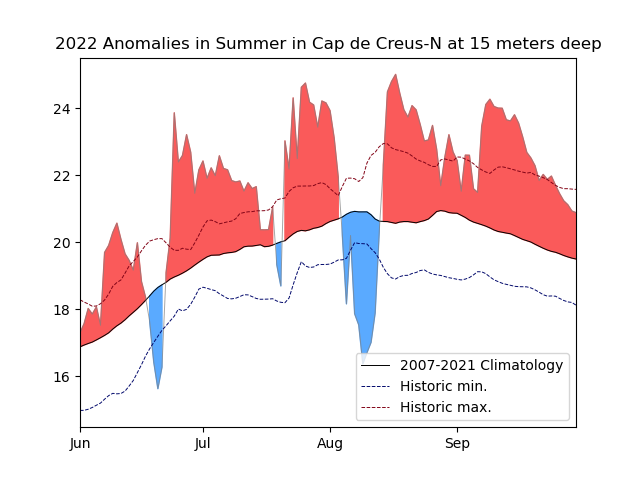 2022 Anomalies in Summer in Cap de Creus-N at 15 meters deep
24
22
20
18
16
Jun
Jul
Aug
Sep
2007-2021 Climatology
Historic min.
Historic max.